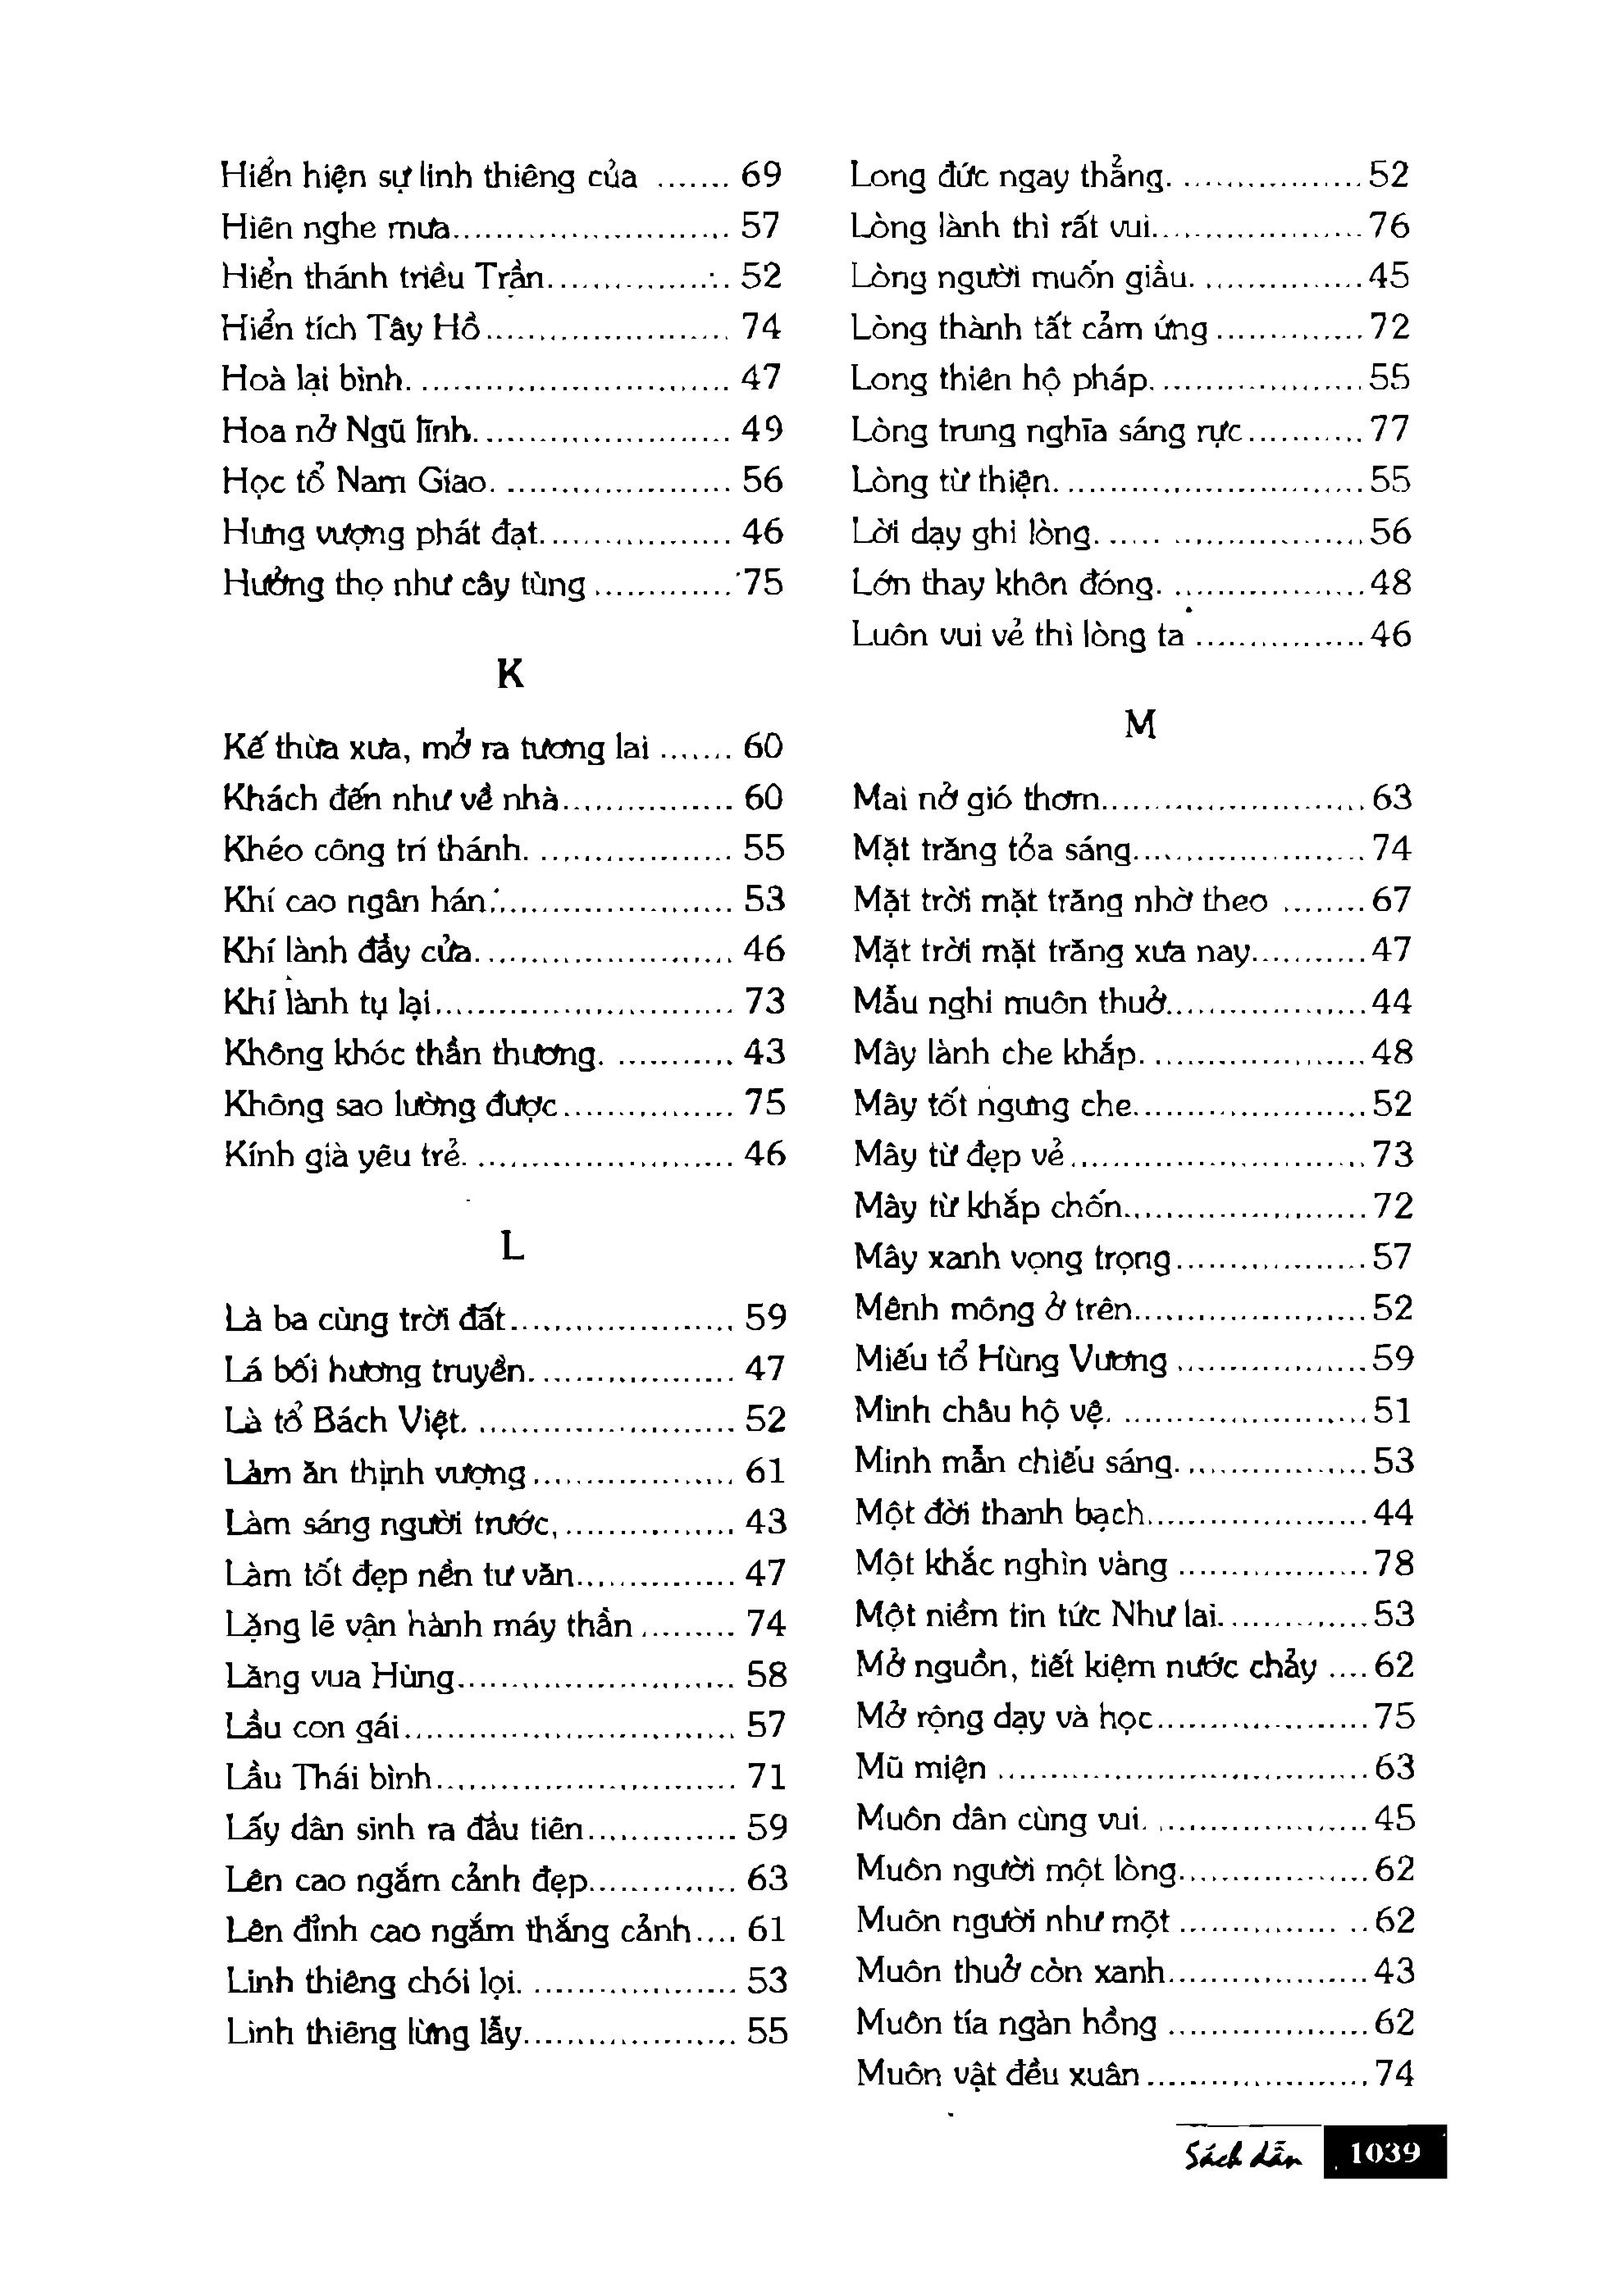 Hiển hiện sự linh thiêng của ....... 69
Hiên nghe mưa.......................... 57
Hiển thánh triều Trần................. 52
Hiển tích Tây Hồ....................... 74
Hoà lại bình.............................. 47
Hoa nở Ngũ lĩnh........................ 49
Học tổ Nam Giao....................... 56
Hưng vượng phát đạt.................. 46
Hưởng thọ như cây tùng ............. 75
K
Kế thừa xưa, mở ra tương lai ....... 60
Khách đến như về nhà................ 60
Khéo công trí thánh. .................. 55
Khí cao ngân hán....................... 53
Khí lành đầy cửa........................ 46
Khí lành tụ lại............................ 73
Không khóc thần thương. ........... 43
Không sao lường được................ 75
Kính già yêu trẻ. ........................ 46
L
Là ba cùng trời đất..................... 59
Lá bối hương truyền................... 47
Là tổ Bách Việt. ........................ 52
Làm ăn thịnh vượng................... 61
Làm sáng người trước, ................ 43
Làm tốt đẹp nền tư văn............... 47
Lặng lẽ vận hành máy thần ......... 74
Lăng vua Hùng.......................... 58
Lầu con gái............................... 57
Lầu Thái bình............................ 71
Lấy dân sinh ra đầu tiên.............. 59
Lên cao ngắm cảnh đẹp.............. 63
Lên đỉnh cao ngắm thắng cảnh.... 61
Linh thiêng chói lọi. ................... 53
Linh thiêng lừng lẫy.................... 55
Long đức ngay thẳng. .................52
Lòng lành thì rất vui....................76
Lòng người muốn giầu. ...............45
Lòng thành tất cảm ứng ..............72
Long thiên hộ pháp.....................55
Lòng trung nghĩa sáng rực...........77
Lòng từ thiện..............................55
Lời dạy ghi lòng..........................56
Lớn thay khôn đóng. ..................48
Luôn vui vẻ thì lòng ta ................46
M
Mai nở gió thơm.........................63
Mặt trăng tỏa sáng......................74
Mặt trời mặt trăng nhờ theo ........67
Mặt trời mặt trăng xưa nay...........47
Mẫu nghi muôn thuở...................44
Mây lành che khắp. ....................48
Mây tốt ngưng che......................52
Mây từ đẹp vẻ............................73
Mây từ khắp chốn.......................72
Mây xanh vọng trọng..................57
Mênh mông ở trên......................52
Miếu tổ Hùng Vương ..................59
Minh châu hộ vệ. .......................51
Minh mẫn chiếu sáng..................53
Một đời thanh bạch.....................44
Một khắc nghìn vàng ..................78
Một niềm tin tức Như lai..............53
Mở nguồn, tiết kiệm nước chảy ....62
Mở rộng dạy và học....................75
Mũ miện ...................................63
Muôn dân cùng vui. ...................45
Muôn người một lòng..................62
Muôn người như một .................62
Muôn thuở còn xanh...................43
Muôn tía ngàn hồng ...................62
Muôn vật đều xuân.....................74
Sách dẫn 1039